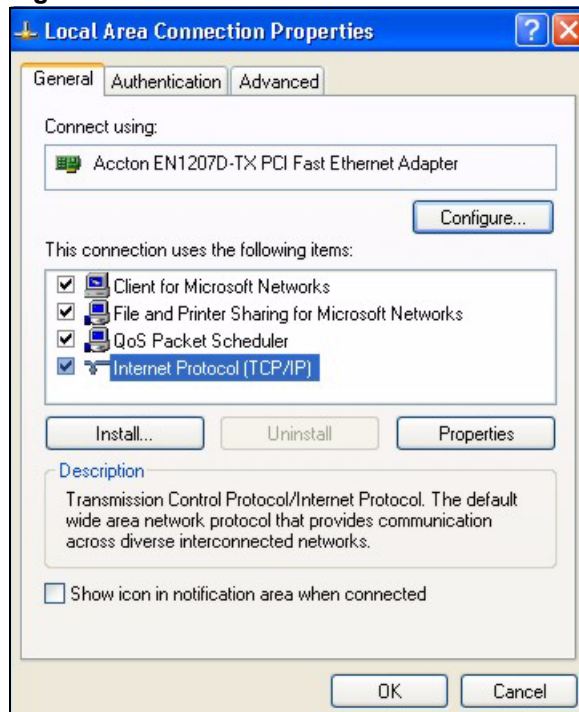 Local Area Connection Properties
General Authentication Advanced
Connect using:
Accton EN1207D-TX PCI Fast Ethernet Adapter
Configure...
This connection uses the following items:
Client for Microsoft Networks
File and Printer Sharing for Microsoft Networks
QoS Packet Scheduler
Internet Protocol (TCP/IP)
Install... Uninstall Properties
Description
Transmission Control Protocol/Internet Protocol. The default
wide area network protocol that provides communication
across diverse interconnected networks.
Show icon in notification area when connected
OK Cancel